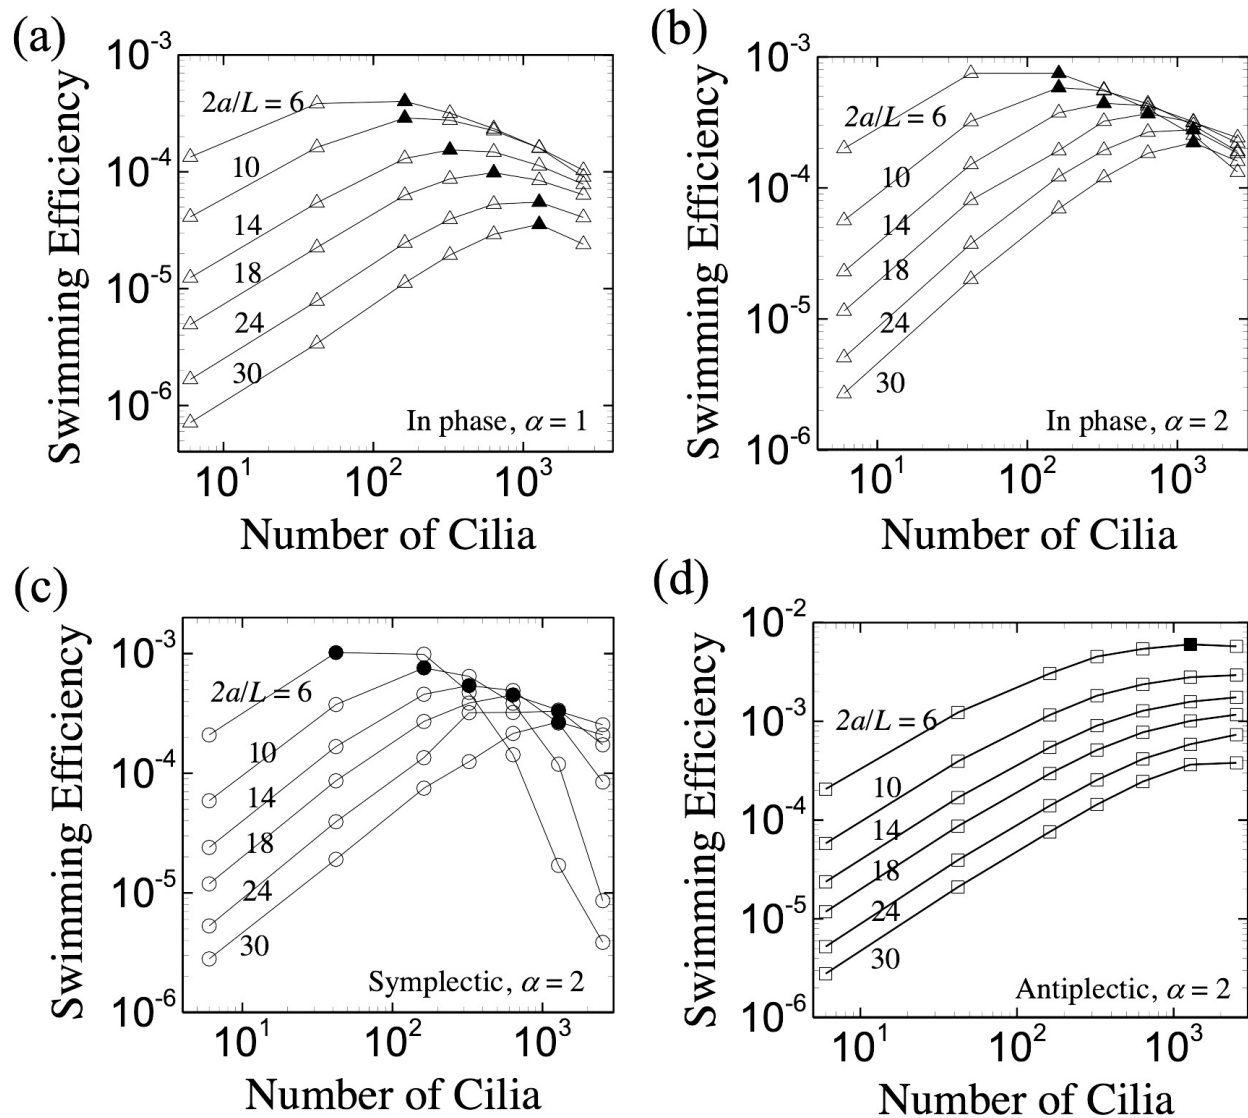 (a)
Swimming Efficiency
10^-3
10^-4
10^-5
10^-6
2a/L = 6
10
14
18
24
30
In phase, α = 1
10^1
10^2
10^3
Number of Cilia
(b)
Swimming Efficiency
10^-3
10^-4
10^-5
10^-6
2a/L = 6
10
14
18
24
30
In phase, α = 2
10^1
10^2
10^3
Number of Cilia
(c)
Swimming Efficiency
10^-3
10^-4
10^-5
10^-6
2a/L = 6
10
14
18
24
30
Symplectic, α = 2
10^1
10^2
10^3
Number of Cilia
(d)
Swimming Efficiency
10^-2
10^-3
10^-4
10^-5
10^-6
2a/L = 6
10
14
18
24
30
Antiplectic, α = 2
10^1
10^2
10^3
Number of Cilia